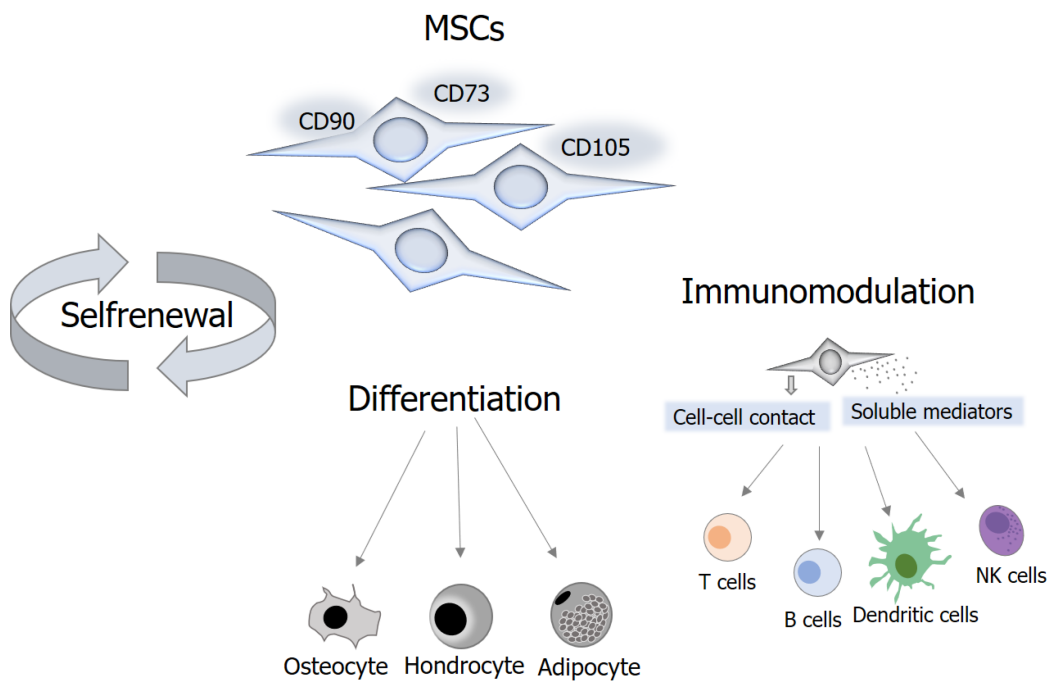 MSCs
CD73
CD90
CD105
Selfrenewal
Immunomodulation
Differentiation
Cell-cell contact
Soluble mediators
T cells
B cells
Dendritic cells
NK cells
Osteocyte
Hondrocyte
Adipocyte